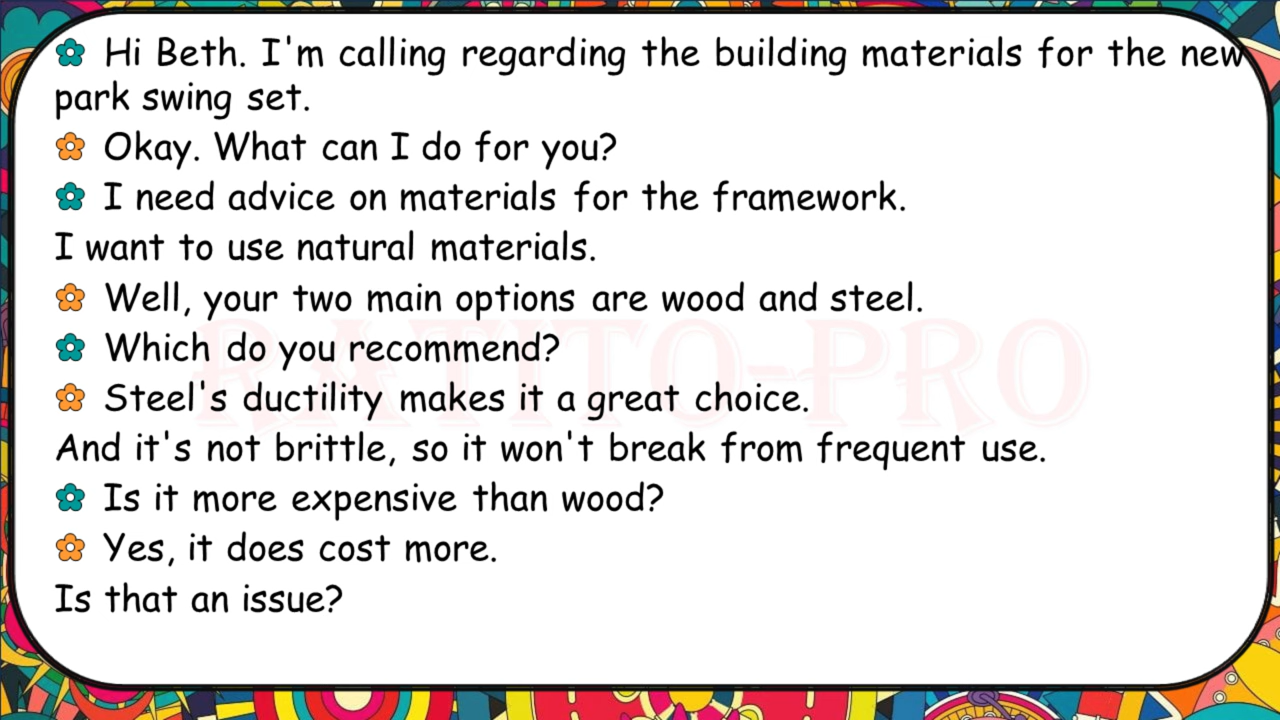 Hi Beth. I'm calling regarding the building materials for the new
park swing set.
Okay. What can I do for you?
I need advice on materials for the framework.
I want to use natural materials.
Well, your two main options are wood and steel.
Which do you recommend?
Steel's ductility makes it a great choice.
And it's not brittle, so it won't break from frequent use.
Is it more expensive than wood?
Yes, it does cost more.
Is that an issue?
RATITO-PRO